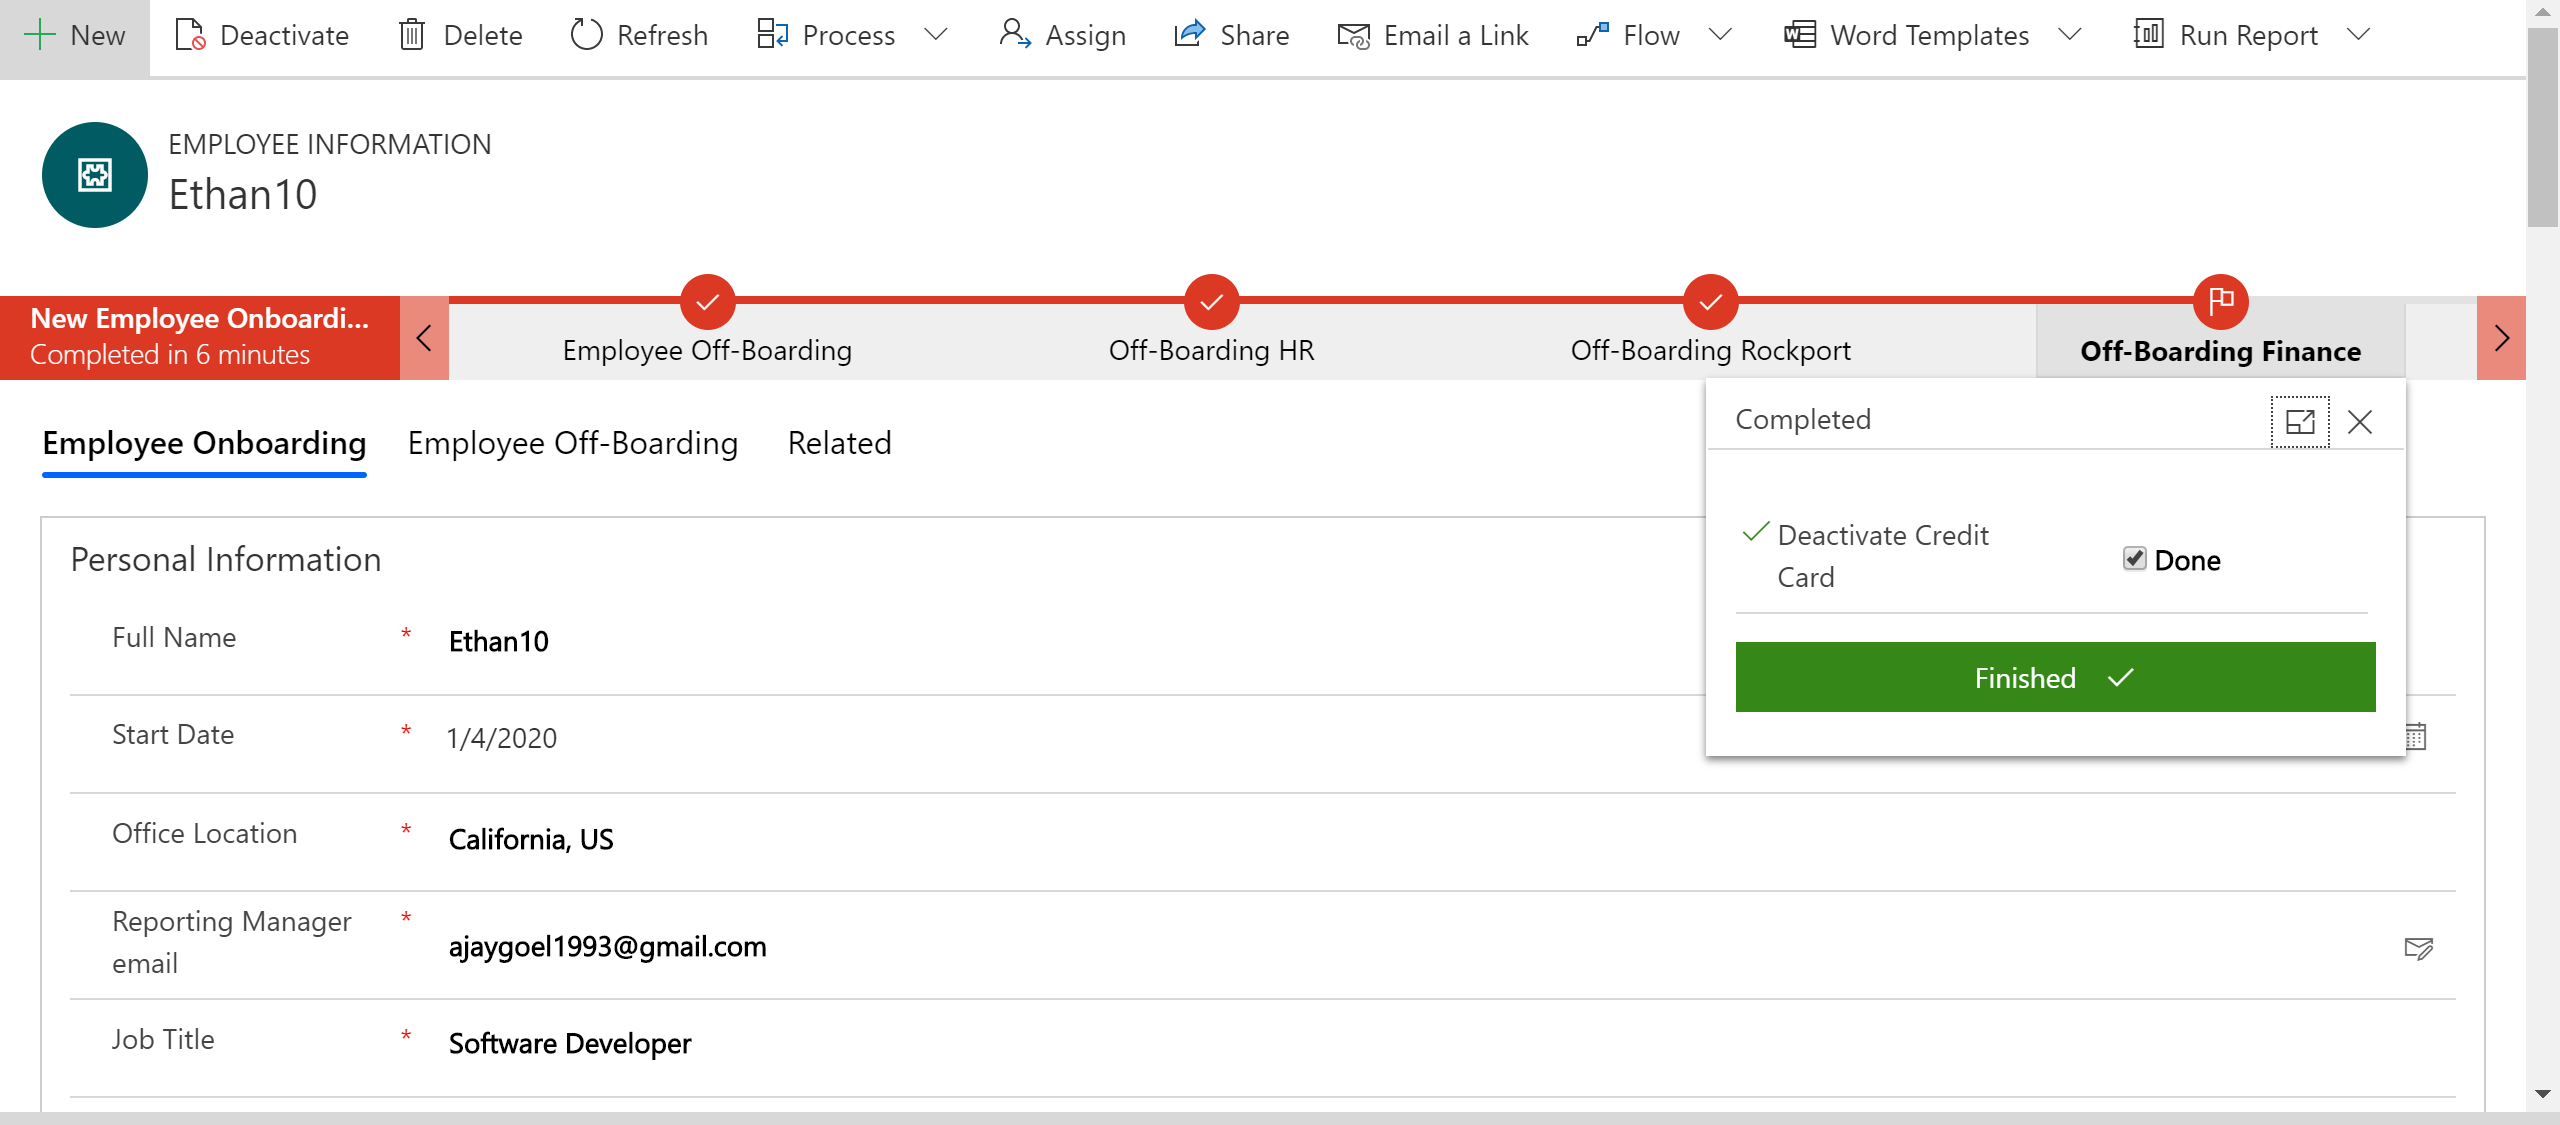 New Deactivate Delete Refresh Process Assign Share Email a Link Flow Word Templates Run Report
EMPLOYEE INFORMATION
Ethan10
New Employee Onboardi...
Completed in 6 minutes
Employee Off-Boarding Off-Boarding HR Off-Boarding Rockport Off-Boarding Finance
Employee Onboarding Employee Off-Boarding Related
Completed
Deactivate Credit
Card
Done
Finished
Personal Information
Full Name * Ethan10
Start Date * 1/4/2020
Office Location * California, US
Reporting Manager
email
* ajaygoel1993@gmail.com
Job Title * Software Developer